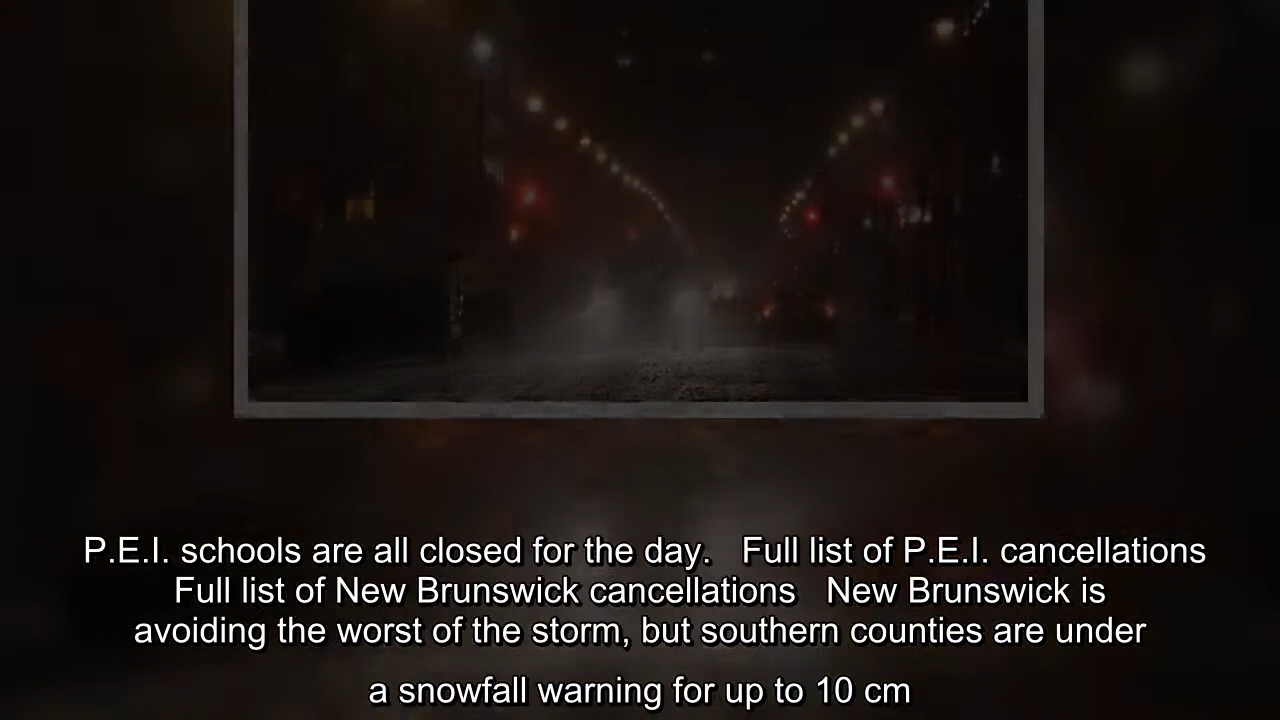 P.E.I. schools are all closed for the day.   Full list of P.E.I. cancellations
Full list of New Brunswick cancellations   New Brunswick is
avoiding the worst of the storm, but southern counties are under
a snowfall warning for up to 10 cm